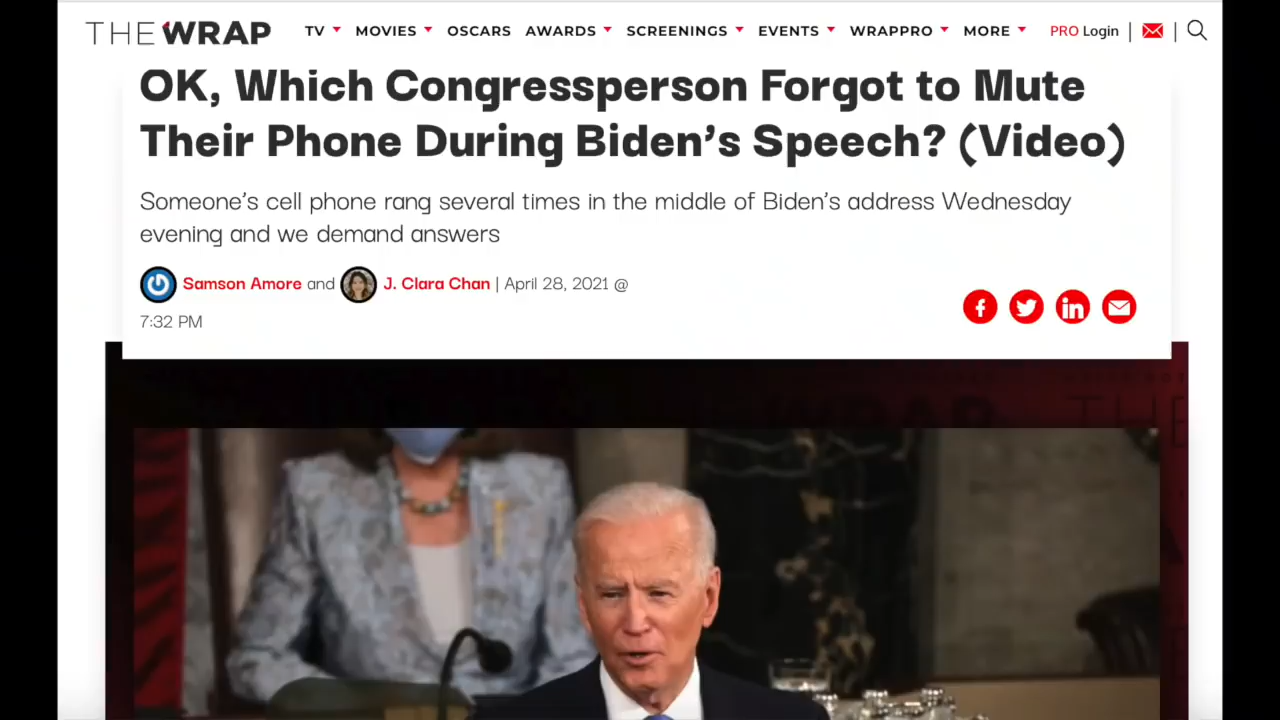 THE WRAP TV MOVIES OSCARS AWARDS SCREENINGS EVENTS WRAPPRO MORE PRO Login
OK, Which Congressperson Forgot to Mute
Their Phone During Biden's Speech? (Video)
Someone's cell phone rang several times in the middle of Biden's address Wednesday
evening and we demand answers
Samson Amore and J. Clara Chan | April 28, 2021 @
7:32 PM